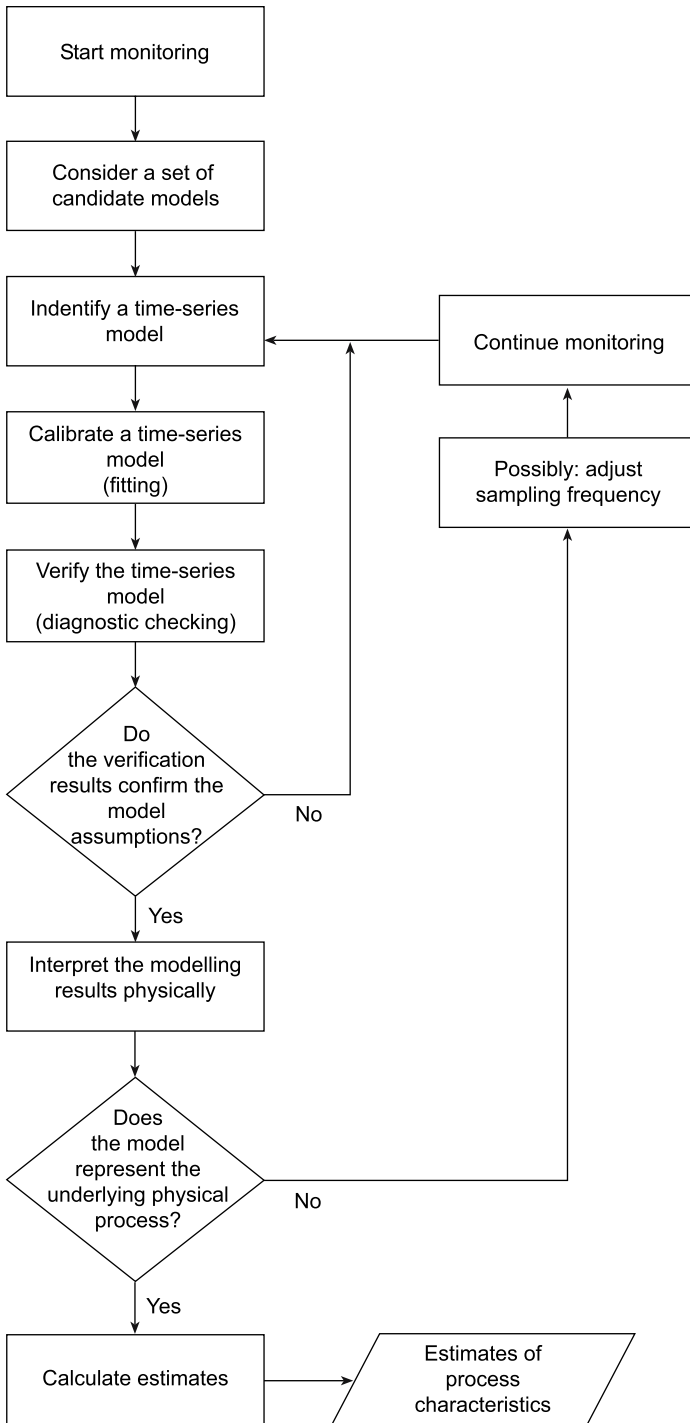 Start monitoring
Consider a set of
candidate models
Indentify a time-series
model
Continue monitoring
Calibrate a time-series
model
(fitting)
Possibly: adjust
sampling frequency
Verify the time-series
model
(diagnostic checking)
Do
the verification
results confirm the
model
assumptions?
No
Yes
Interpret the modelling
results physically
Does
the model
represent the
underlying physical
process?
No
Yes
Calculate estimates
Estimates of
process
characteristics